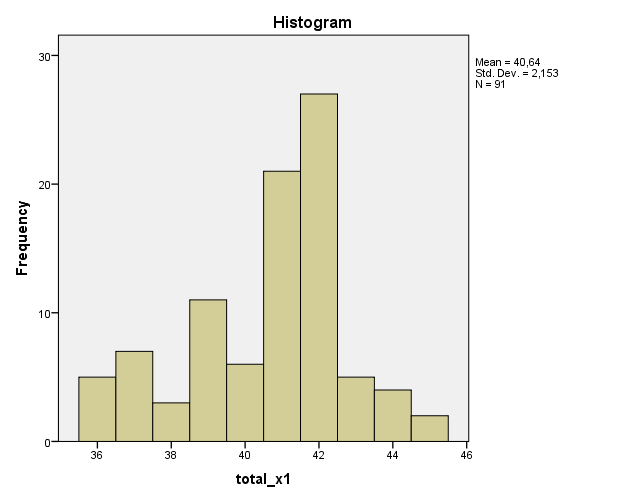 Histogram
Mean = 40,64
Std. Dev. = 2,153
N = 91
30
20
10
0
Frequency
36 38 40 42 44 46
total_x1